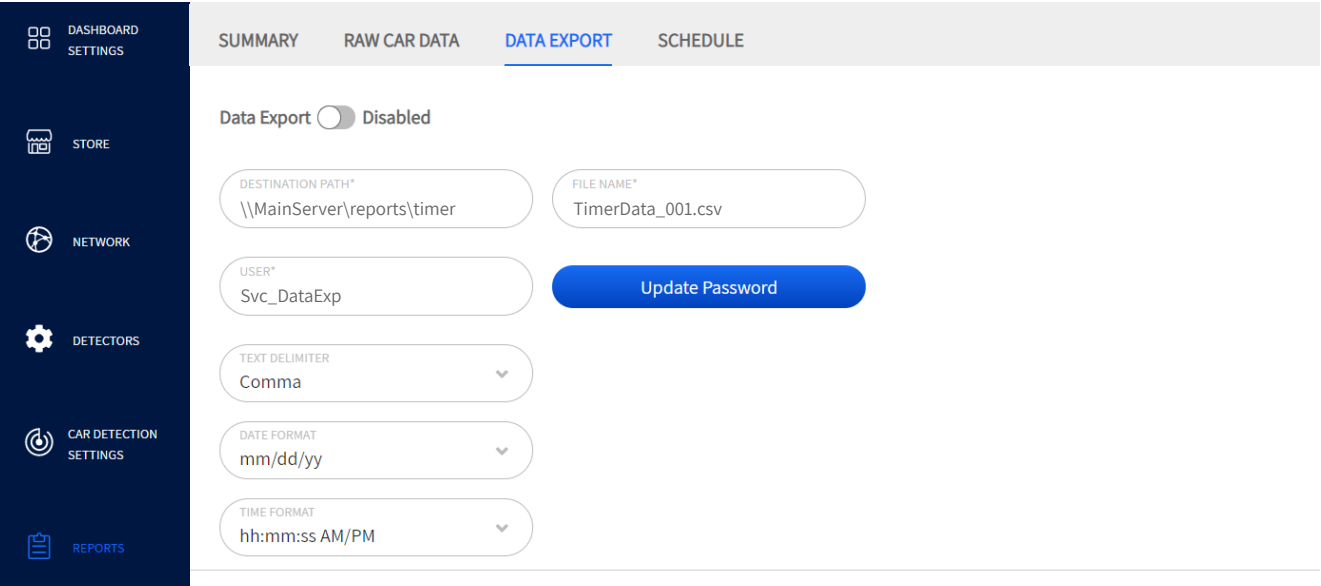 DASHBOARD
SETTINGS
STORE
NETWORK
DETECTORS
CAR DETECTION
SETTINGS
REPORTS
SUMMARY RAW CAR DATA DATA EXPORT SCHEDULE
Data Export Disabled
DESTINATION PATH* FILE NAME*
\\MainServer\reports\timer TimerData_001.csv
USER*
Svc_DataExp
Update Password
TEXT DELIMITER
Comma
DATE FORMAT
mm/dd/yy
TIME FORMAT
hh:mm:ss AM/PM